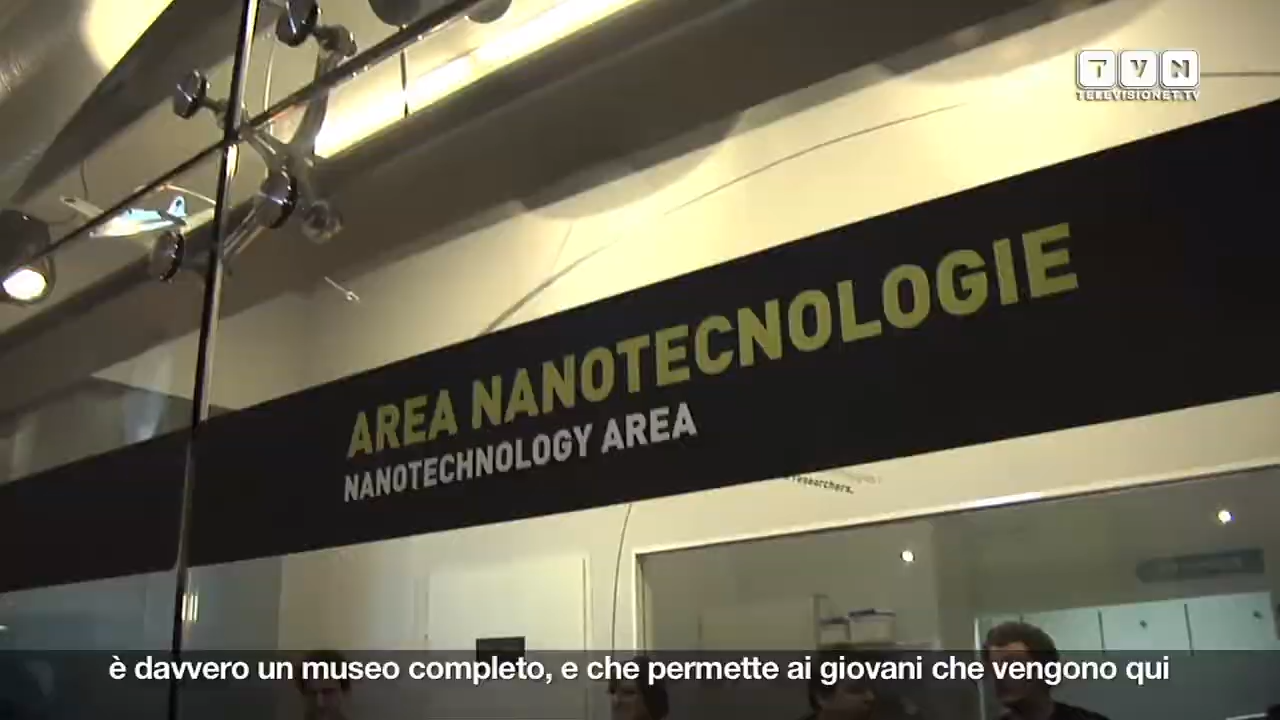 TVN
TELEVISIONET.TV
AREA NANOTECNOLOGIE
NANOTECHNOLOGY AREA
researchers.
è davvero un museo completo, e che permette ai giovani che vengono qui